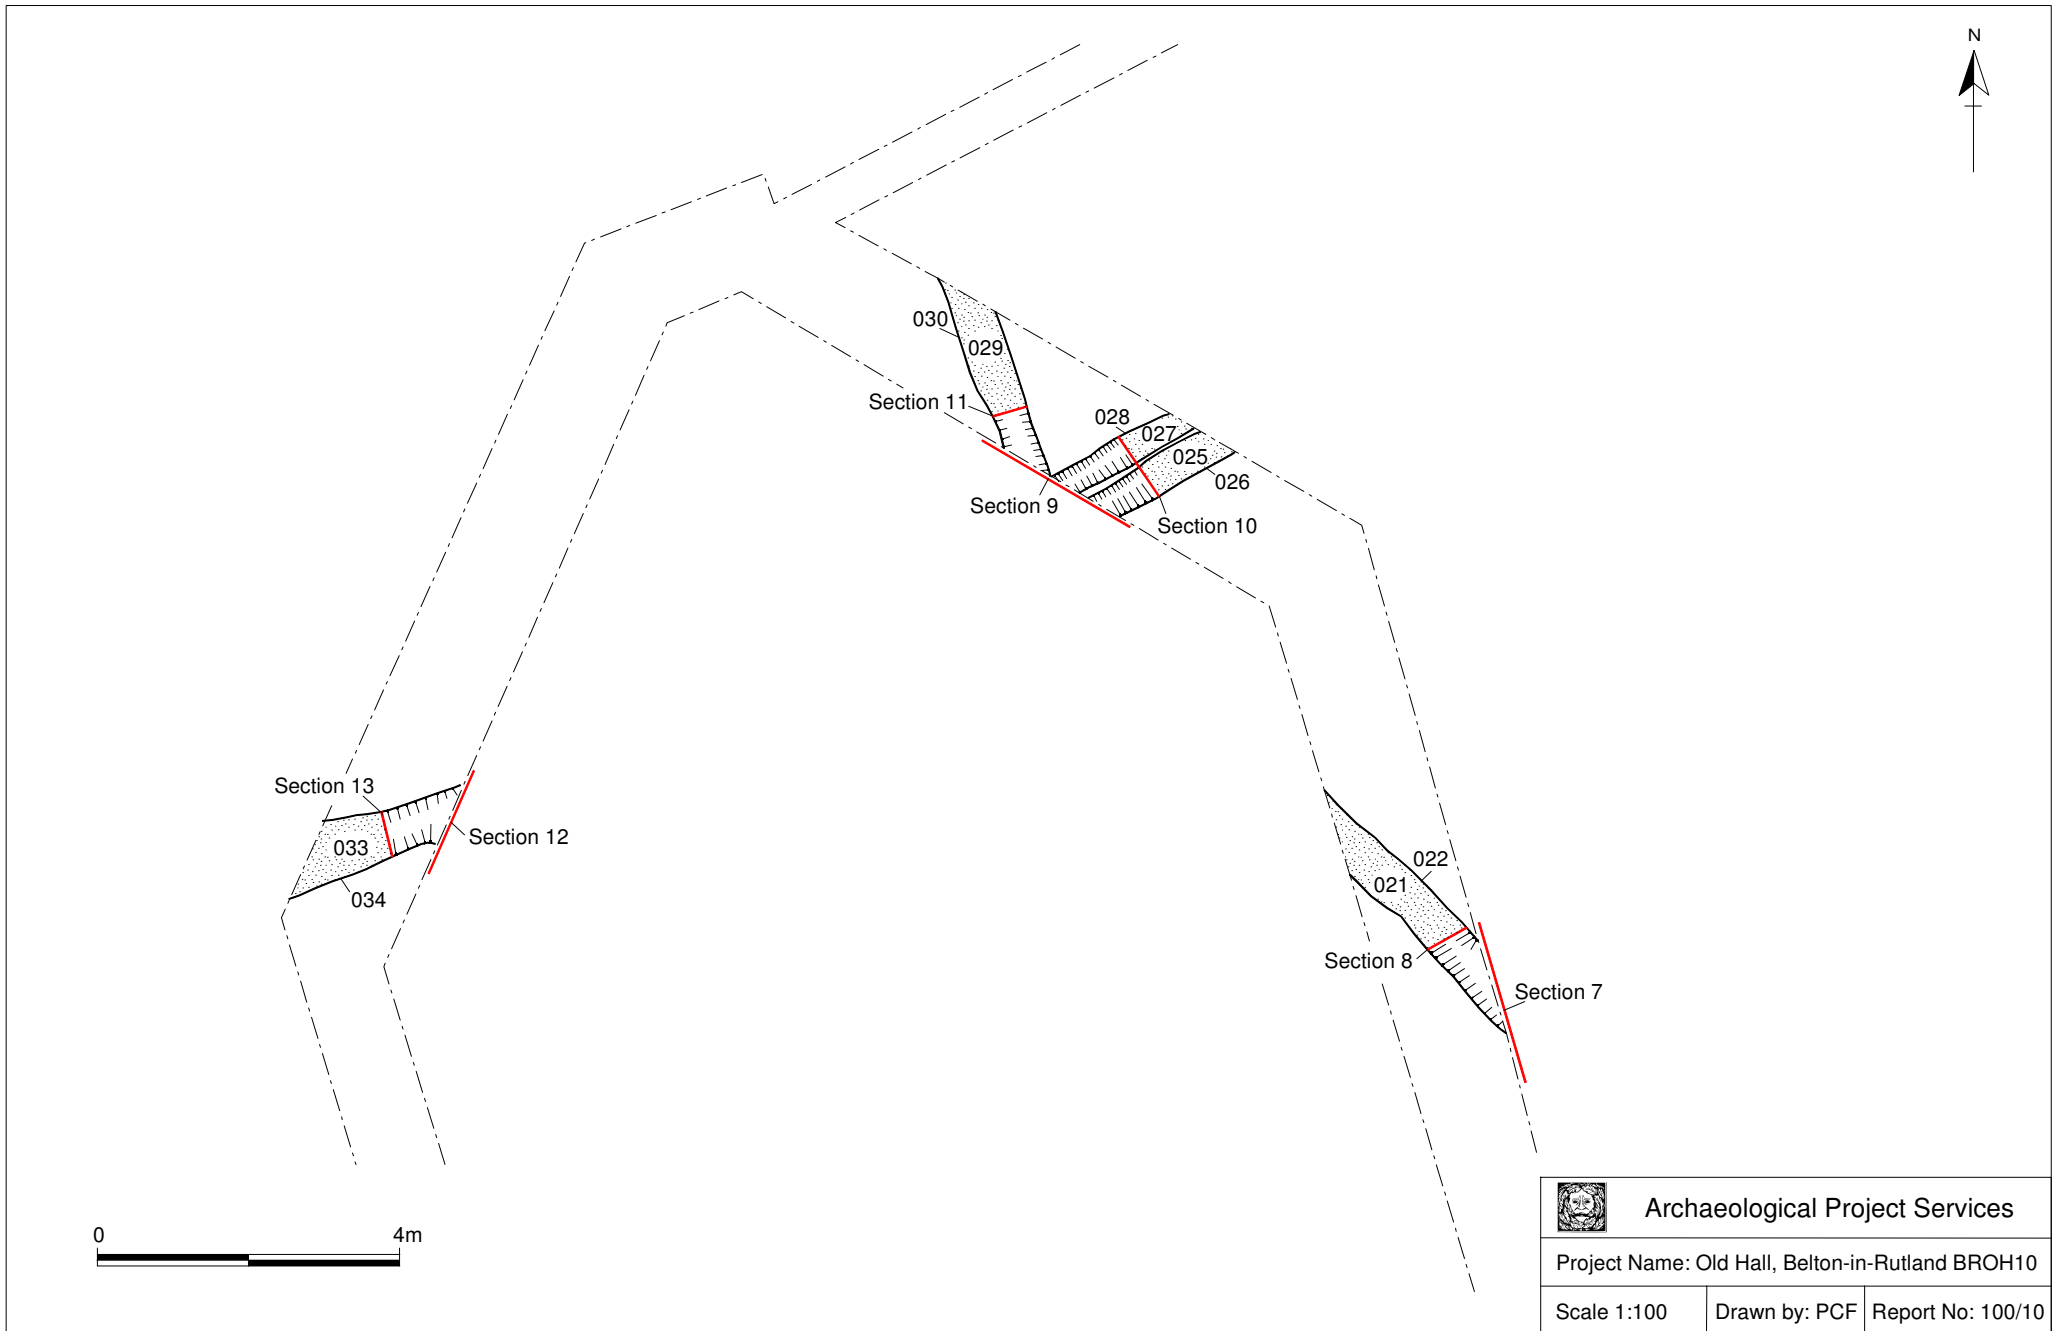 N
030
029
Section 11
028
027
025
026
Section 9
Section 10
Section 13
033
034
Section 12
022
021
Section 8
Section 7
0 4m
Archaeological Project Services
Project Name: Old Hall, Belton-in-Rutland BROH10
Scale 1:100 Drawn by: PCF Report No: 100/10